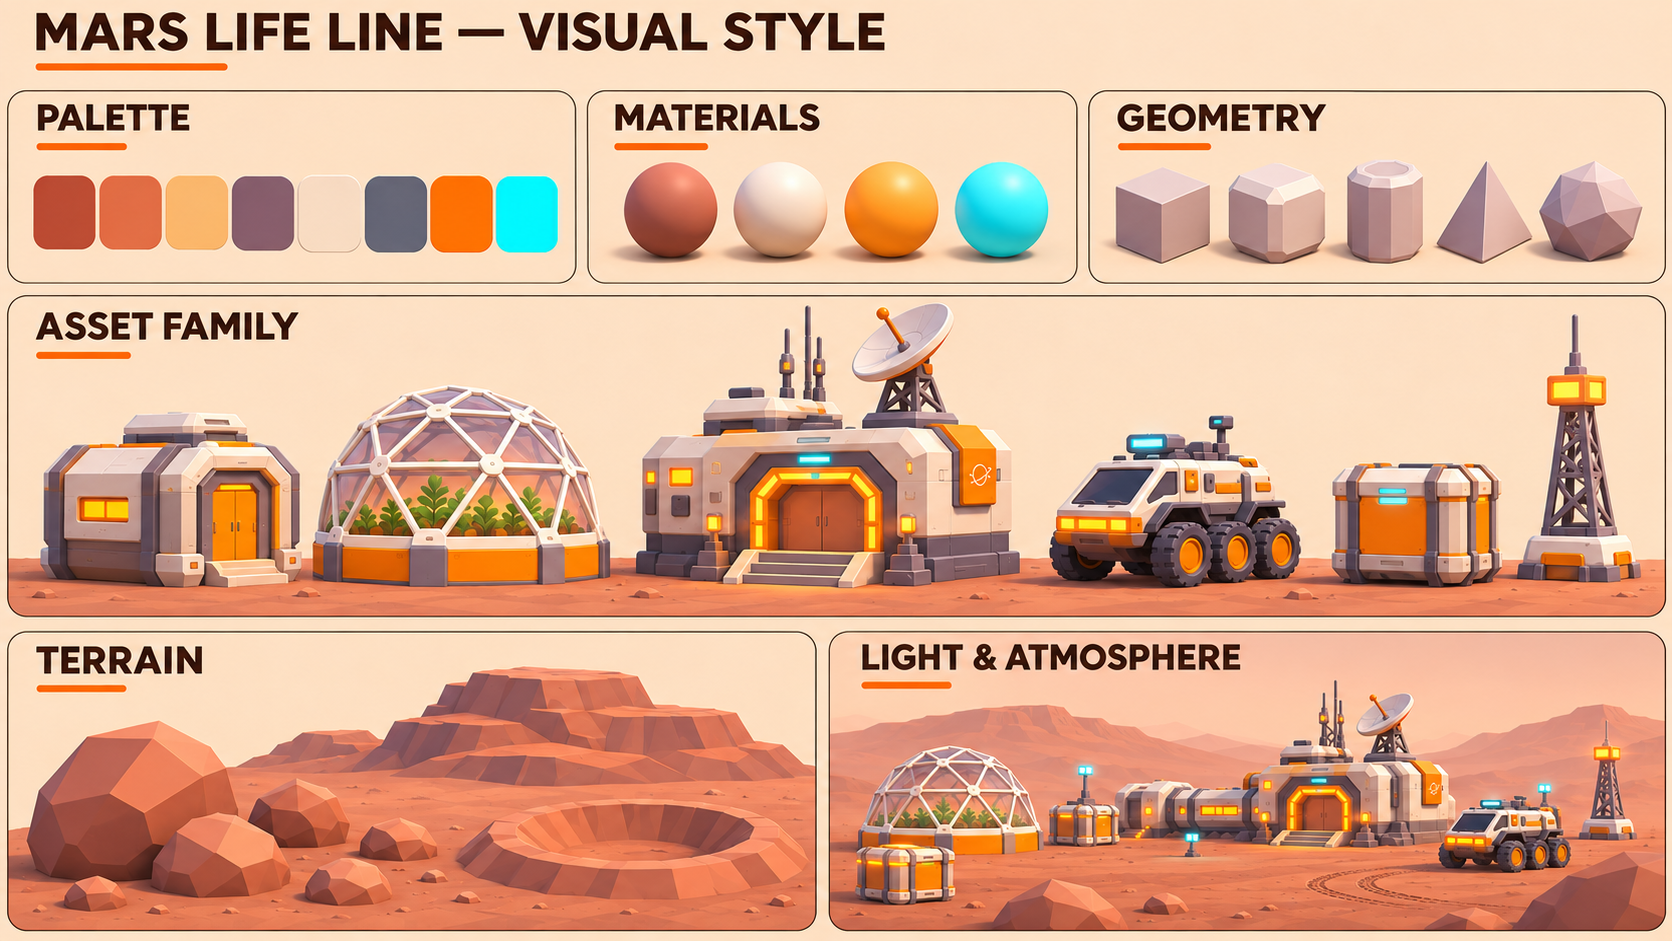 MARS LIFE LINE — VISUAL STYLE
PALETTE
MATERIALS
GEOMETRY
ASSET FAMILY
TERRAIN
LIGHT & ATMOSPHERE